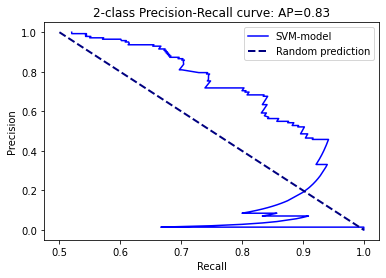 2-class Precision-Recall curve: AP=0.83
SVM-model
Random prediction
Precision
1.0
0.8
0.6
0.4
0.2
0.0
0.5 0.6 0.7 0.8 0.9 1.0
Recall